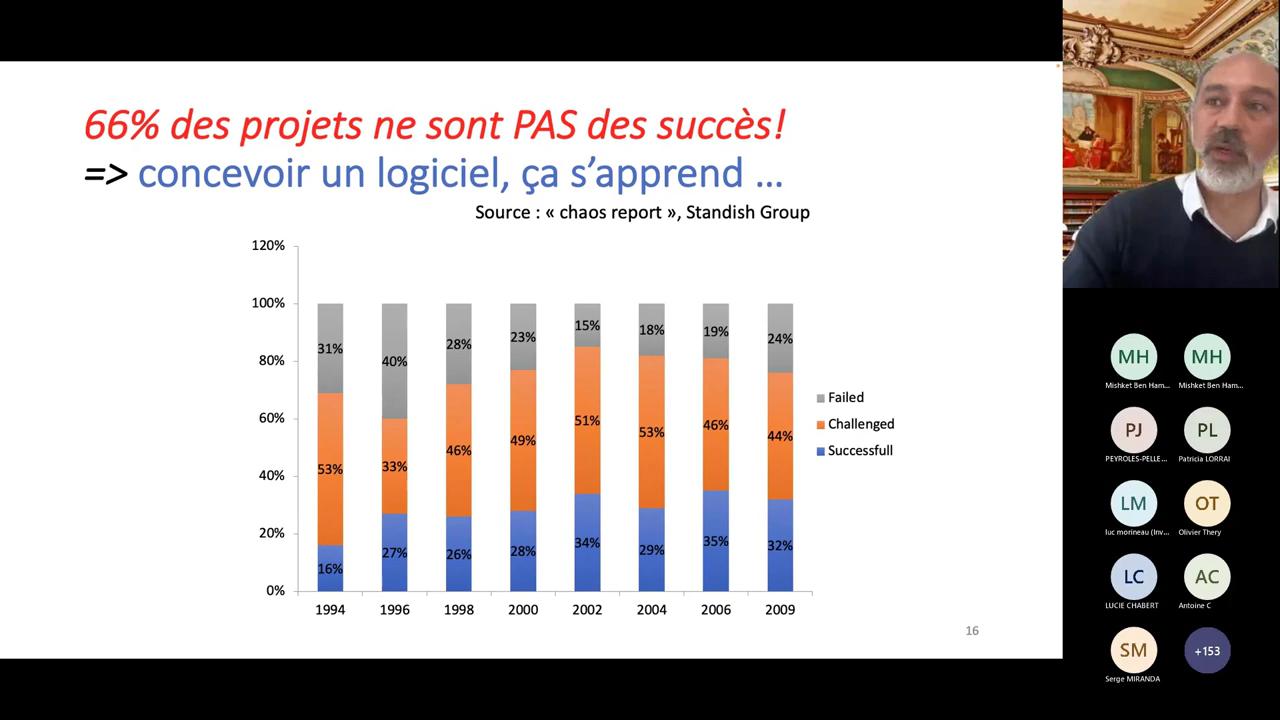 66% des projets ne sont PAS des succès!
=> concevoir un logiciel, ça s'apprend ...
Source : « chaos report », Standish Group
120%
100%
80%
60%
40%
20%
0%
31%
40%
28%
23%
15%
18%
19%
24%
53%
33%
46%
49%
51%
53%
46%
44%
16%
27%
26%
28%
34%
29%
35%
32%
1994
1996
1998
2000
2002
2004
2006
2009
Failed
Challenged
Successfull
16
MH
MH
Mishket Ben Ham...
Mishket Ben Ham...
PJ
PL
PEYROLES-PELLE...
Patricia LORRAI
LM
OT
luc morineau (Inv...
Olivier Thery
LC
AC
LUCIE CHABERT
Antoine C
SM
+153
Serge MIRANDA